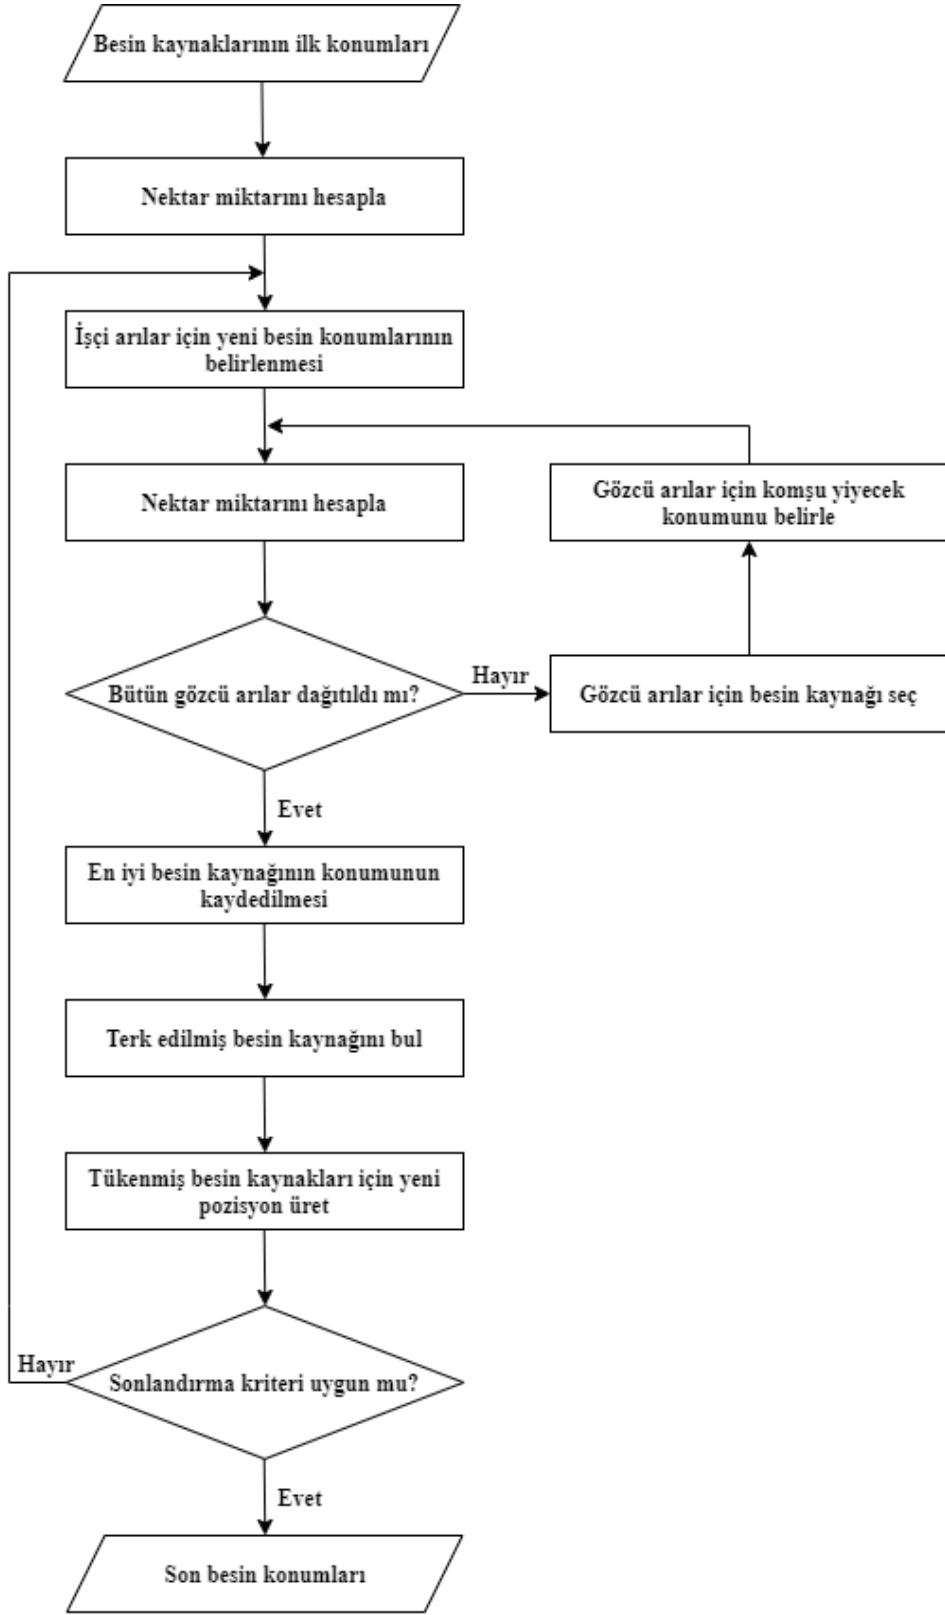 Besin kaynaklarının ilk konumları
Nektar miktarını hesapla
İşçi arılar için yeni besin konumlarının
belirlenmesi
Nektar miktarını hesapla
Gözcü arılar için komşu yiyecek
konumunu belirle
Bütün gözcü arılar dağıtıldı mı?
Hayır
Gözcü arılar için besin kaynağı seç
Evet
En iyi besin kaynağının konumunun
kaydedilmesi
Terk edilmiş besin kaynağını bul
Tükenmiş besin kaynakları için yeni
pozisyon üret
Hayır
Sonlandırma kriteri uygun mu?
Evet
Son besin konumları